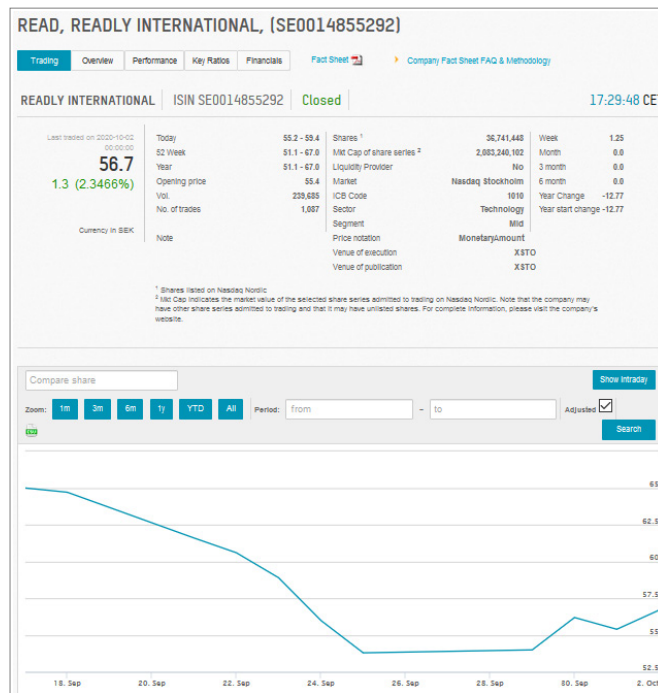 READ, READLY INTERNATIONAL, (SE0014855292)
Trading Overview Performance Key Ratios Financials Fact Sheet Company Fact Sheet FAQ & Methodology
READLY INTERNATIONAL ISIN SE0014855292 Closed 17:29:48 CE
Last traded on 2020-10-02
00:00:00
56.7
1.3 (2.3466%)
Currency in SEK
Today 55.2 - 59.4
52 Week 51.1 - 67.0
Year 51.1 - 67.0
Opening price 55.4
Vol. 239,685
No. of trades 1,087
Note
Shares 1 36,741,448
Mkt Cap of share series 2 2,083,240,102
Liquidity Provider No
Market Nasdaq Stockholm
ICB Code 1010
Sector Technology
Segment Mid
Price notation MonetaryAmount
Venue of execution XSTO
Venue of publication XSTO
Week 1.25
Month 0.0
3 month 0.0
6 month 0.0
Year Change -12.77
Year start change -12.77
1 Shares listed on Nasdaq Nordic
2 Mkt Cap indicates the market value of the selected share series admitted to trading on Nasdaq Nordic. Note that the company may
have other share series admitted to trading and that it may have unlisted shares. For complete information, please visit the company's
website.
Compare share Show Intraday
Zoom: 1m 3m 6m 1y YTD All Period: from - to Adjusted
Search
65
62.5
60
57.5
55
52.5
18. Sep 20. Sep 22. Sep 24. Sep 26. Sep 28. Sep 30. Sep 2. Oct